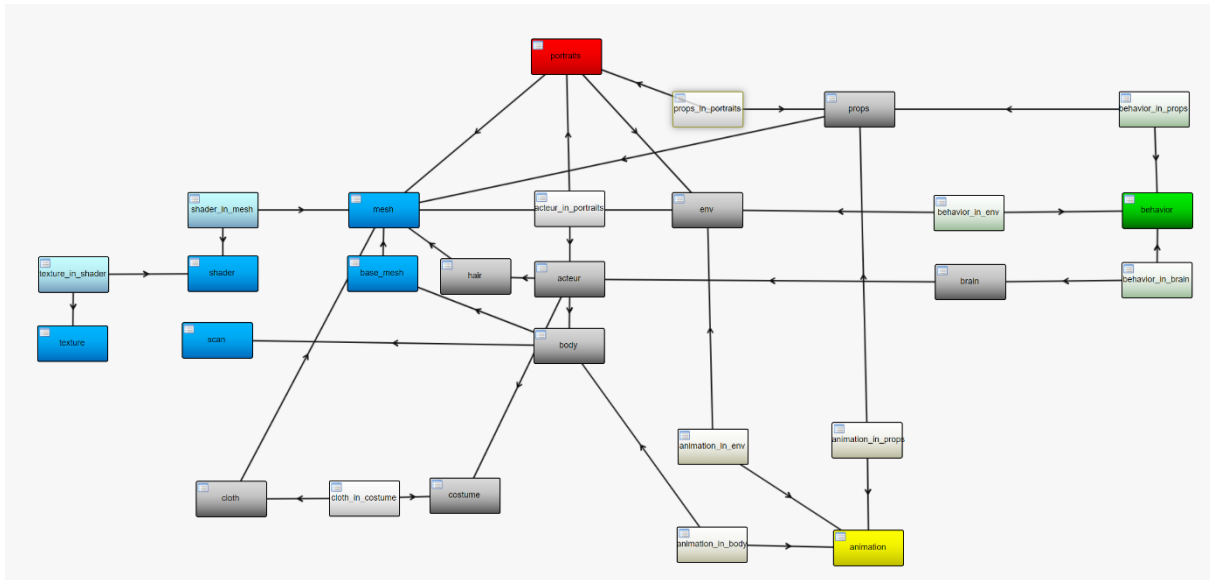 portraits
props_in_portraits
props
behavior_in_props
shader_in_mesh
mesh
acteur_in_portraits
env
behavior_in_env
behavior
texture_in_shader
shader
base_mesh
hair
acteur
brain
behavior_in_brain
texture
scan
body
animation_in_env
animation_in_props
cloth
cloth_in_costume
costume
animation_in_body
animation